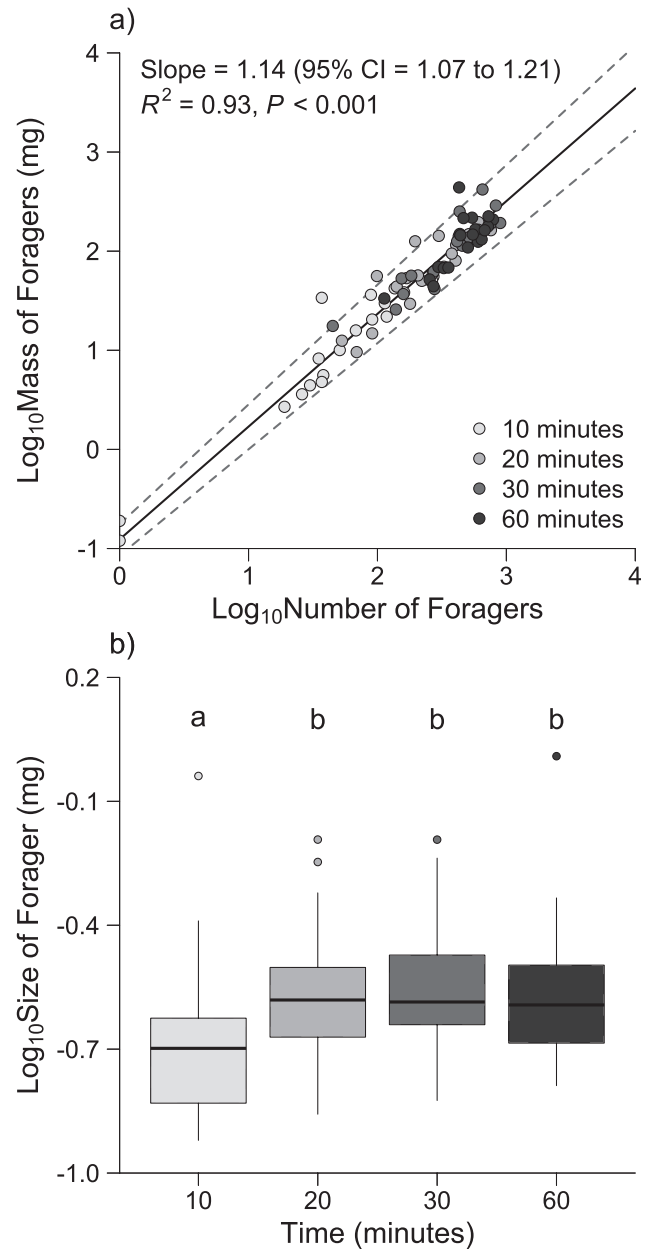 a)
4
Slope = 1.14 (95% CI = 1.07 to 1.21)
R² = 0.93, P < 0.001
3
2
1
0
-1
Log₁₀Mass of Foragers (mg)
10 minutes
20 minutes
30 minutes
60 minutes
0 1 2 3 4
Log₁₀Number of Foragers
b)
0.2
a b b b
-0.1
-0.4
-0.7
-1.0
Log₁₀Size of Forager (mg)
10 20 30 60
Time (minutes)